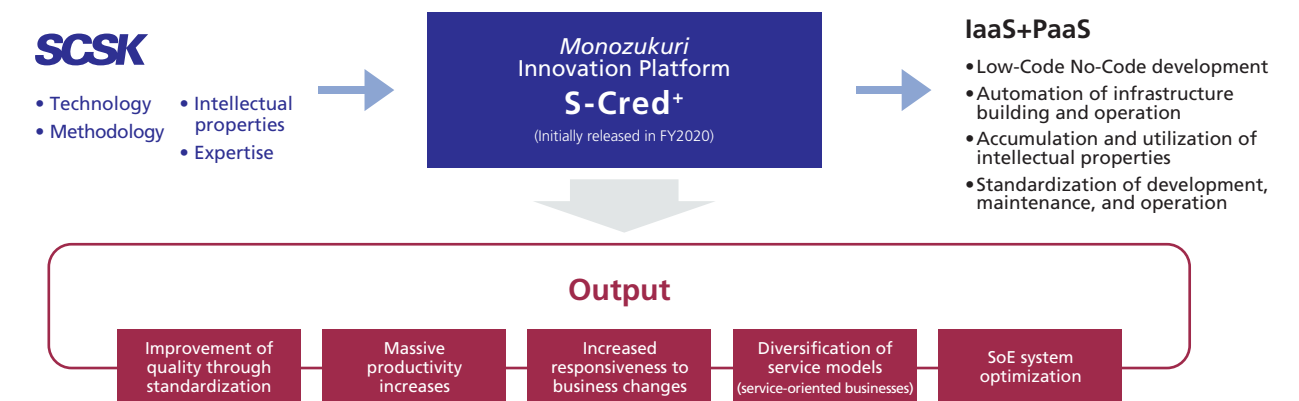 SCSK
• Technology
• Methodology
• Intellectual
properties
• Expertise
Monozukuri
Innovation Platform
S-Cred+
(Initially released in FY2020)
IaaS+PaaS
•Low-Code No-Code development
•Automation of infrastructure
building and operation
•Accumulation and utilization of
intellectual properties
•Standardization of development,
maintenance, and operation
Output
Improvement of
quality through
standardization
Massive
productivity
increases
Increased
responsiveness to
business changes
Diversification of
service models
(service-oriented businesses)
SoE system
optimization